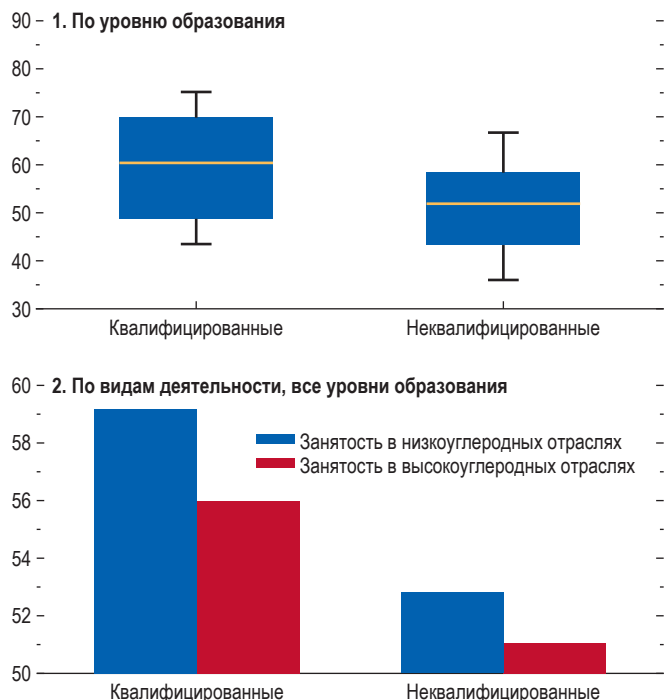 1. По уровню образования
90
80
70
60
50
40
30
Квалифицированные
Неквалифицированные
2. По видам деятельности, все уровни образования
60
58
56
54
52
50
Занятость в низкоуглеродных отраслях
Занятость в высокоуглеродных отраслях
Квалифицированные
Неквалифицированные